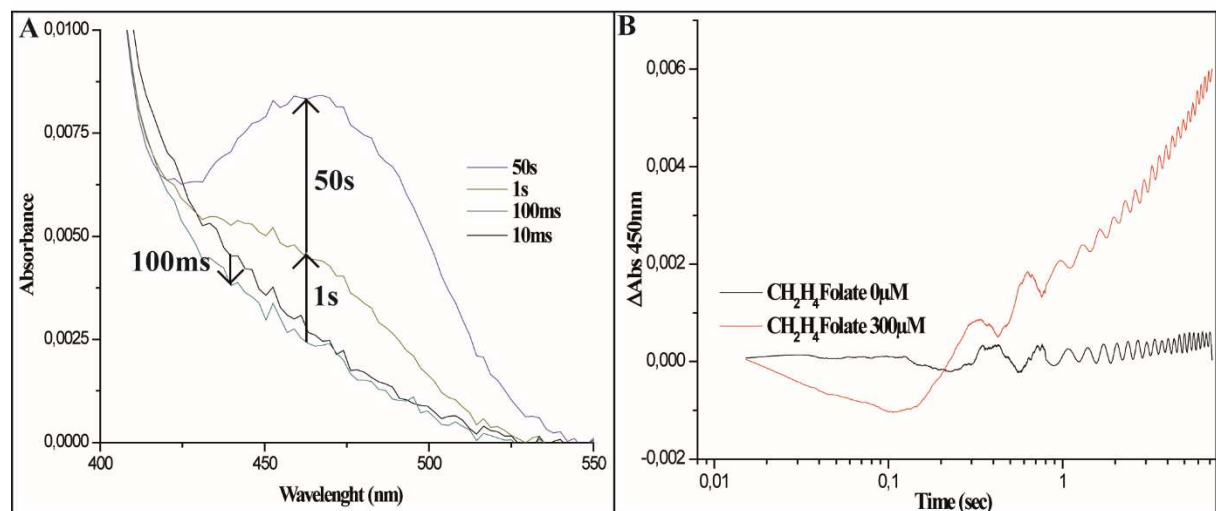 A
0,0100
0,0075
0,0050
0,0025
0,0000
Absorbance
400
450
500
550
Wavelenght (nm)
50s
1s
100ms
50s
1s
100ms
10ms
B
0,006
0,004
0,002
0,000
-0,002
ΔAbs 450nm
0,01
0,1
1
Time (sec)
CH2H4Folate 0μM
CH2H4Folate 300μM